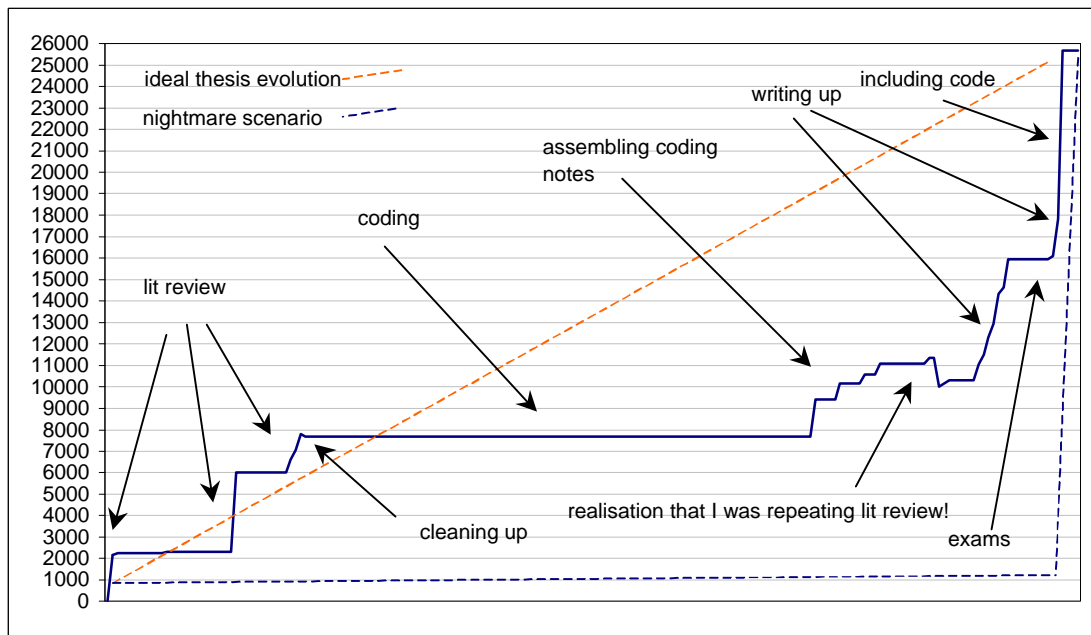 26000
25000
24000
23000
22000
21000
20000
19000
18000
17000
16000
15000
14000
13000
12000
11000
10000
9000
8000
7000
6000
5000
4000
3000
2000
1000
0
ideal thesis evolution
nightmare scenario
lit review
coding
cleaning up
assembling coding
notes
writing up
including code
realisation that I was repeating lit review!
exams